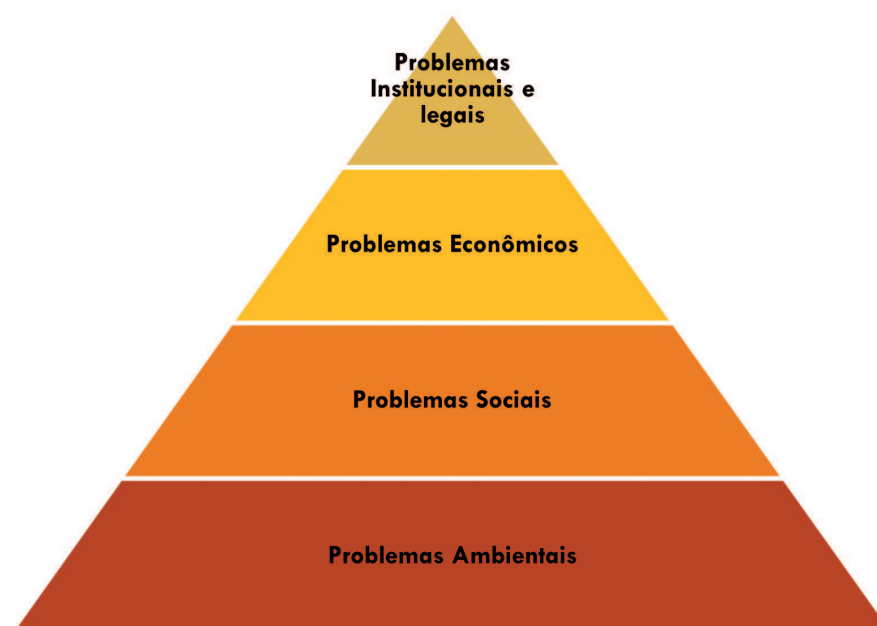 Problemas
Institucionais e
legais
Problemas Econômicos
Problemas Sociais
Problemas Ambientais